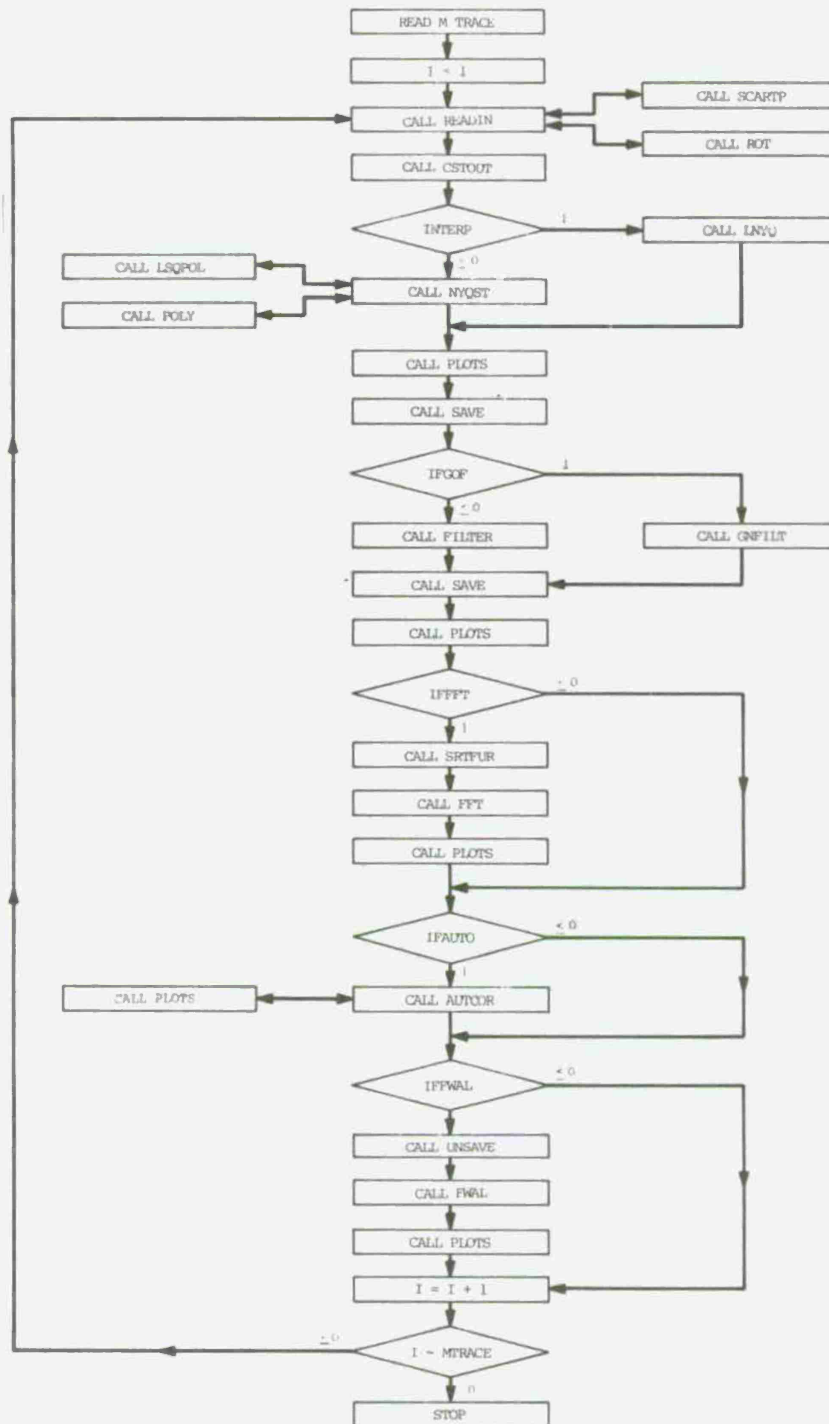 READ M TRACE
I < 1
CALL READIN
CALL SCARTP
CALL ROT
CALL CSTOUT
INTERP
1
CALL LNYQ
≤ 0
CALL LSQPOL
CALL NYQST
CALL POLY
CALL PLOTS
CALL SAVE
IFGOF
1
≤ 0
CALL FILTER
CALL GNFILT
CALL SAVE
CALL PLOTS
IFFFT
≤ 0
1
CALL SRTFUR
CALL FFT
CALL PLOTS
IFAUTO
≤ 0
1
CALL PLOTS
CALL AUTCOR
IFFWAL
≤ 0
CALL UNSAVE
CALL FWAL
CALL PLOTS
I = I + 1
≤ 0
I - MTRACE
STOP